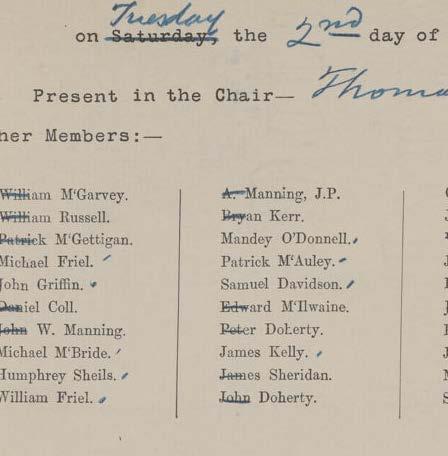 Tuesday
on Saturday, the 2nd day of
Present in the Chair—
her Members:—
William M'Garvey.
William Russell.
Patrick M'Gettigan.
Michael Friel.
John Griffin.
Daniel Coll.
John W. Manning.
Michael M'Bride.
Humphrey Sheils.
William Friel.
A. Manning, J.P.
Bryan Kerr.
Mandey O'Donnell.
Patrick M'Auley.
Samuel Davidson.
Edward M'Ilwaine.
Peter Doherty.
James Kelly.
James Sheridan.
John Doherty.